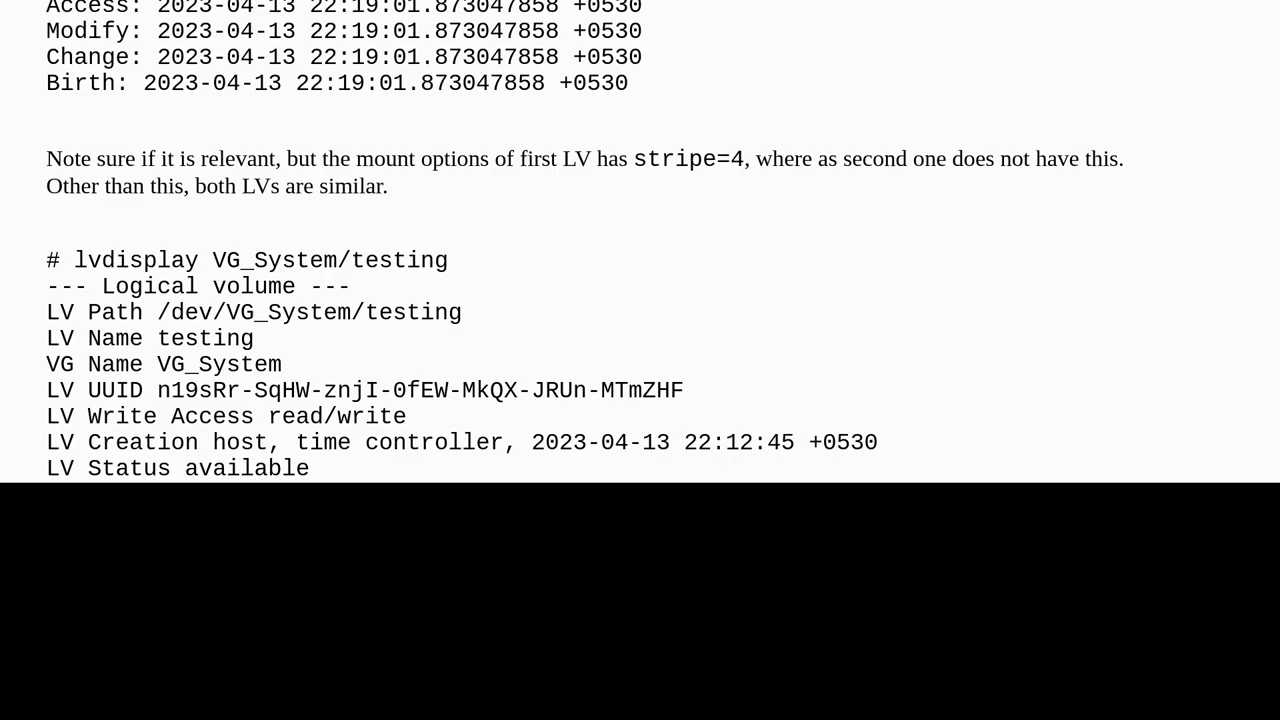 Access: 2023-04-13 22:19:01.873047858 +0530
Modify: 2023-04-13 22:19:01.873047858 +0530
Change: 2023-04-13 22:19:01.873047858 +0530
Birth: 2023-04-13 22:19:01.873047858 +0530
Note sure if it is relevant, but the mount options of first LV has stripe=4, where as second one does not have this.
Other than this, both LVs are similar.
# lvdisplay VG_System/testing
--- Logical volume ---
LV Path /dev/VG_System/testing
LV Name testing
VG Name VG_System
LV UUID n19sRr-SqHW-znjI-0fEW-MkQX-JRUn-MTmZHF
LV Write Access read/write
LV Creation host, time controller, 2023-04-13 22:12:45 +0530
LV Status available